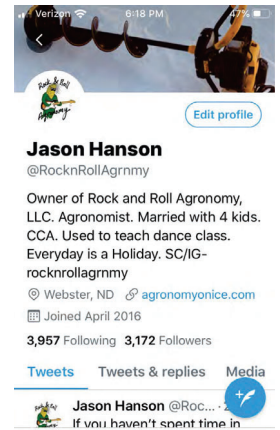 Verizon 6:18 PM 47%
Rock & Roll
Agronomy
Edit profile
Jason Hanson
@RocknRollAgrnmy
Owner of Rock and Roll Agronomy,
LLC. Agronomist. Married with 4 kids.
CCA. Used to teach dance class.
Everyday is a Holiday. SC/IG-
rocknrollagrnmy
Webster, ND agronomyonice.com
Joined April 2016
3,957 Following 3,172 Followers
Tweets Tweets & replies Media
Jason Hanson @Roc... ·
If you haven't spent time in